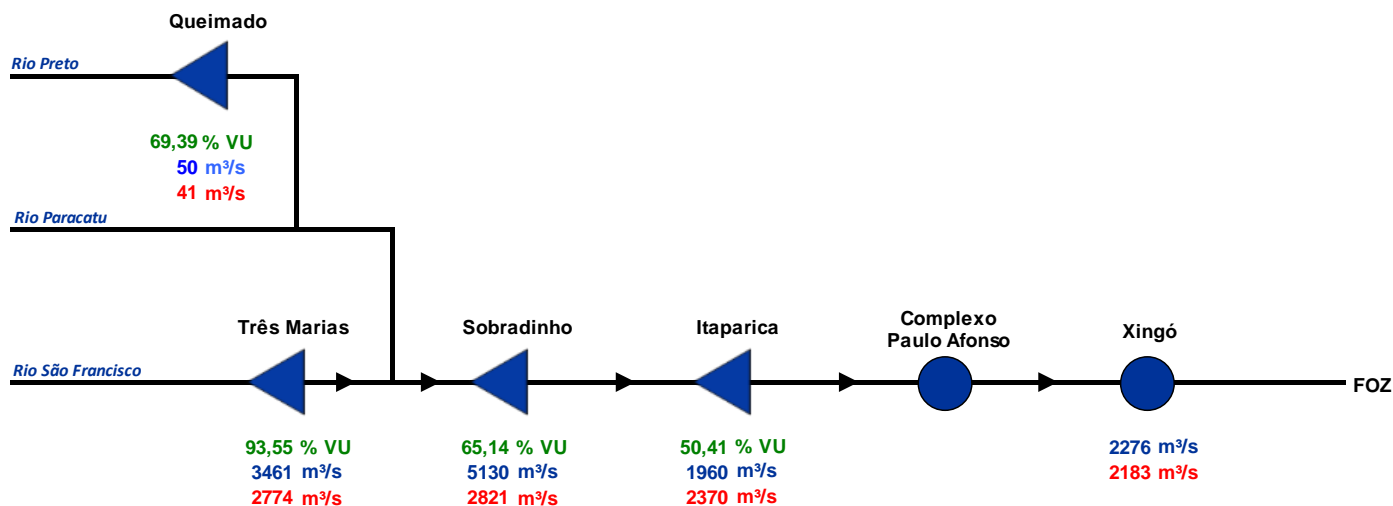 Queimado
Rio Preto
69,39 % VU
50 m³/s
41 m³/s
Rio Paracatu
Três Marias
Sobradinho
Itaparica
Complexo
Paulo Afonso
Xingó
Rio São Francisco
FOZ
93,55 % VU
3461 m³/s
2774 m³/s
65,14 % VU
5130 m³/s
2821 m³/s
50,41 % VU
1960 m³/s
2370 m³/s
2276 m³/s
2183 m³/s